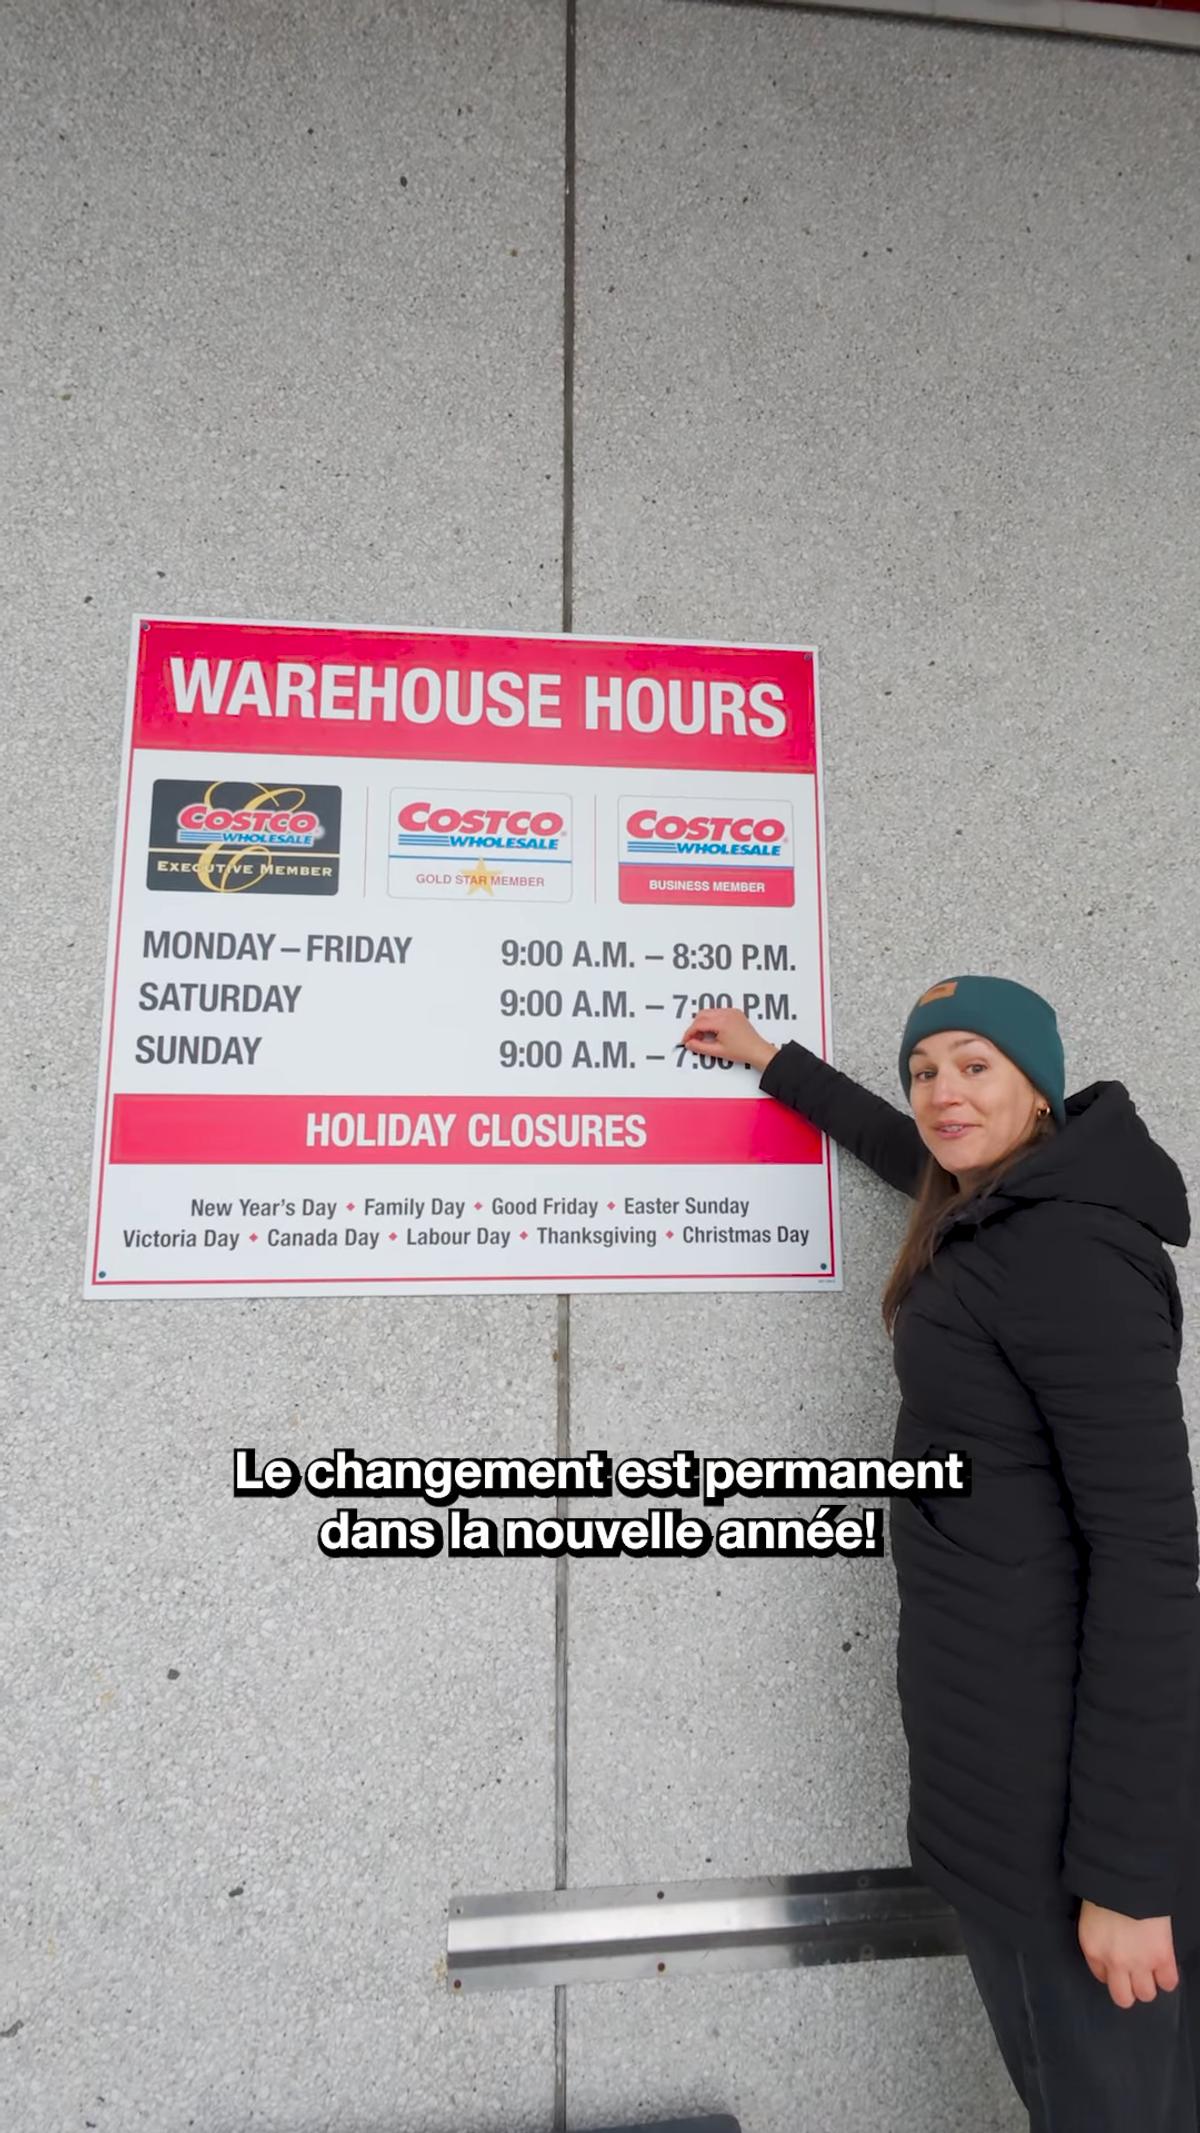 WAREHOUSE HOURS
COSTCO
WHOLESALE
EXECUTIVE MEMBER
COSTCO
WHOLESALE
GOLD STAR MEMBER
COSTCO
WHOLESALE
BUSINESS MEMBER
MONDAY – FRIDAY 9:00 A.M. – 8:30 P.M.
SATURDAY 9:00 A.M. – 7:00 P.M.
SUNDAY 9:00 A.M. – 7:00
HOLIDAY CLOSURES
New Year's Day • Family Day • Good Friday • Easter Sunday
Victoria Day • Canada Day • Labour Day • Thanksgiving • Christmas Day
Le changement est permanent
dans la nouvelle année!